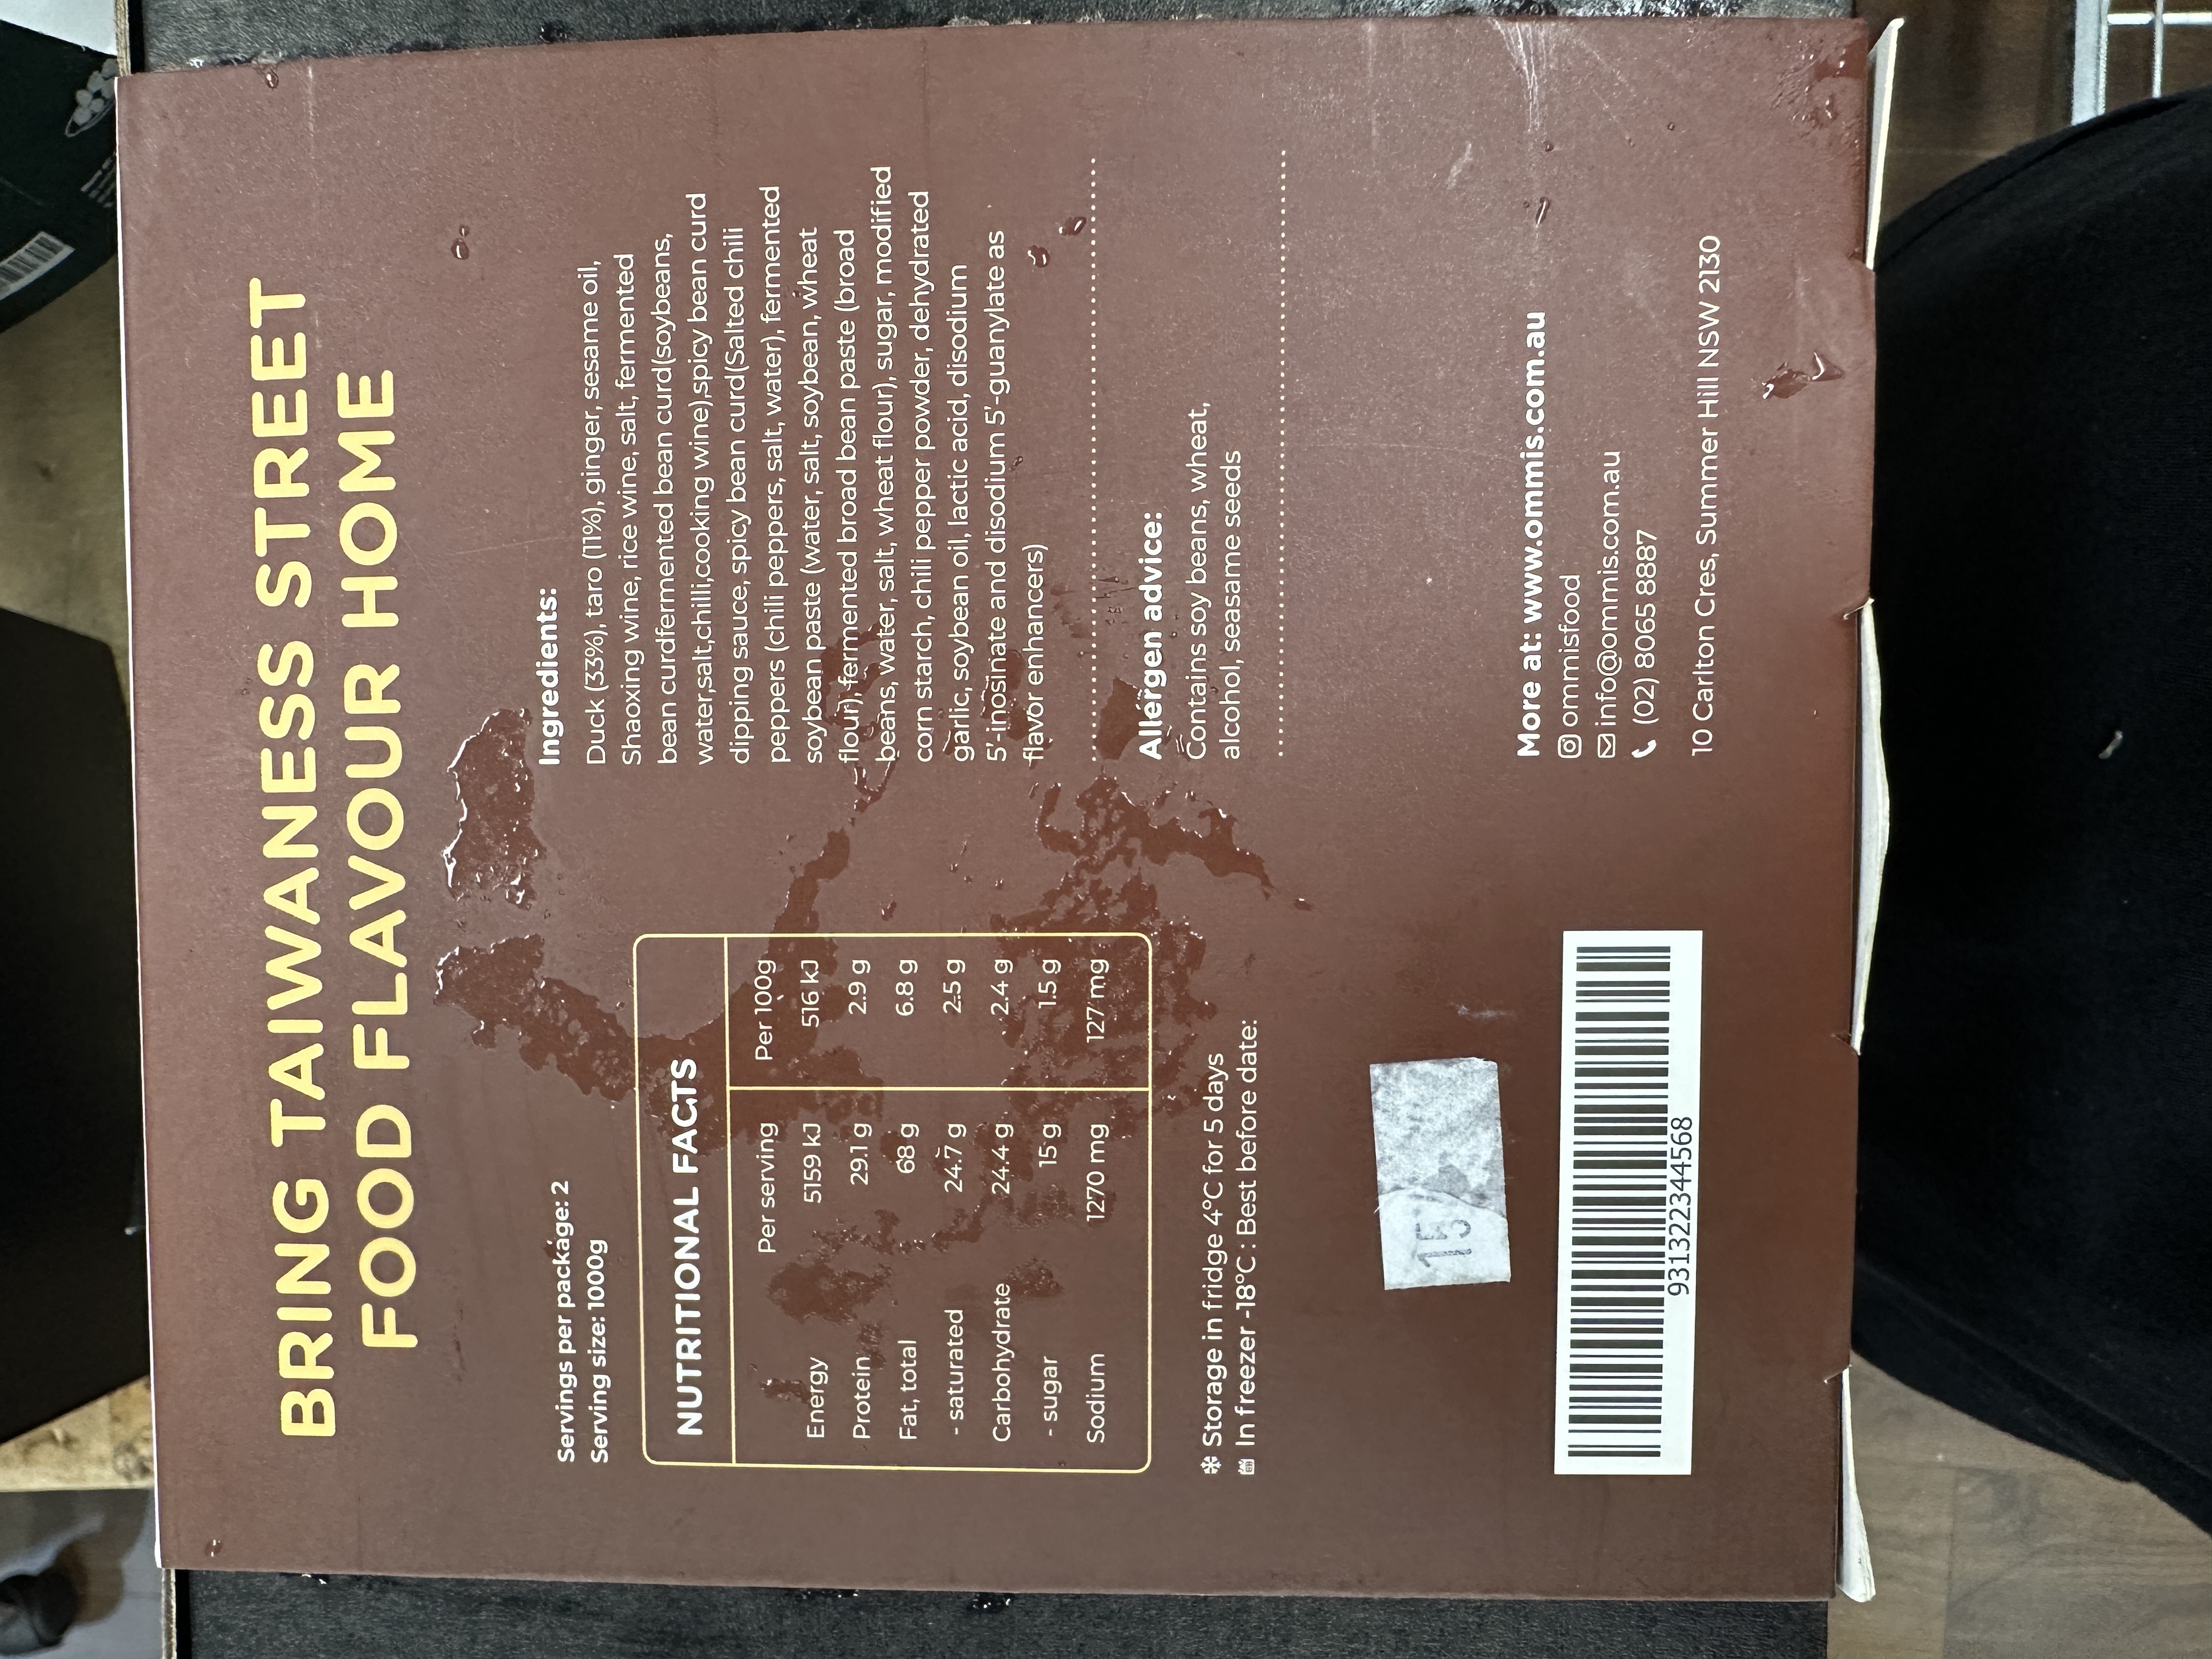 BRING TAIWANESS STREET
FOOD FLAVOUR HOME
Servings per package: 2
Serving size: 1000g
NUTRITIONAL FACTS
Per serving Per 100g
Energy 5159 kJ 516 kJ
Protein 29.1 g 2.9 g
Fat, total 68 g 6.8 g
- saturated 24.7 g 2.5 g
Carbohydrate 24.4 g 2.4 g
- sugar 15 g 1.5 g
Sodium 1270 mg 127 mg
Storage in fridge 4°C for 5 days
In freezer -18°C : Best before date:
15
931322344568
Ingredients:
Duck (33%), taro (11%), ginger, sesame oil,
Shaoxing wine, rice wine, salt, fermented
bean curdfermented bean curd(soybeans,
water,salt,chilli,cooking wine),spicy bean curd
dipping sauce, spicy bean curd(Salted chili
peppers (chili peppers, salt, water), fermented
soybean paste (water, salt, soybean, wheat
flour), fermented broad bean paste (broad
beans, water, salt, wheat flour), sugar, modified
corn starch, chili pepper powder, dehydrated
garlic, soybean oil, lactic acid, disodium
5'-inosinate and disodium 5'-guanylate as
flavor enhancers)
Allergen advice:
Contains soy beans, wheat,
alcohol, seasame seeds
More at: www.ommis.com.au
ommisfood
info@ommis.com.au
(02) 8065 8887
10 Carlton Cres, Summer Hill NSW 2130